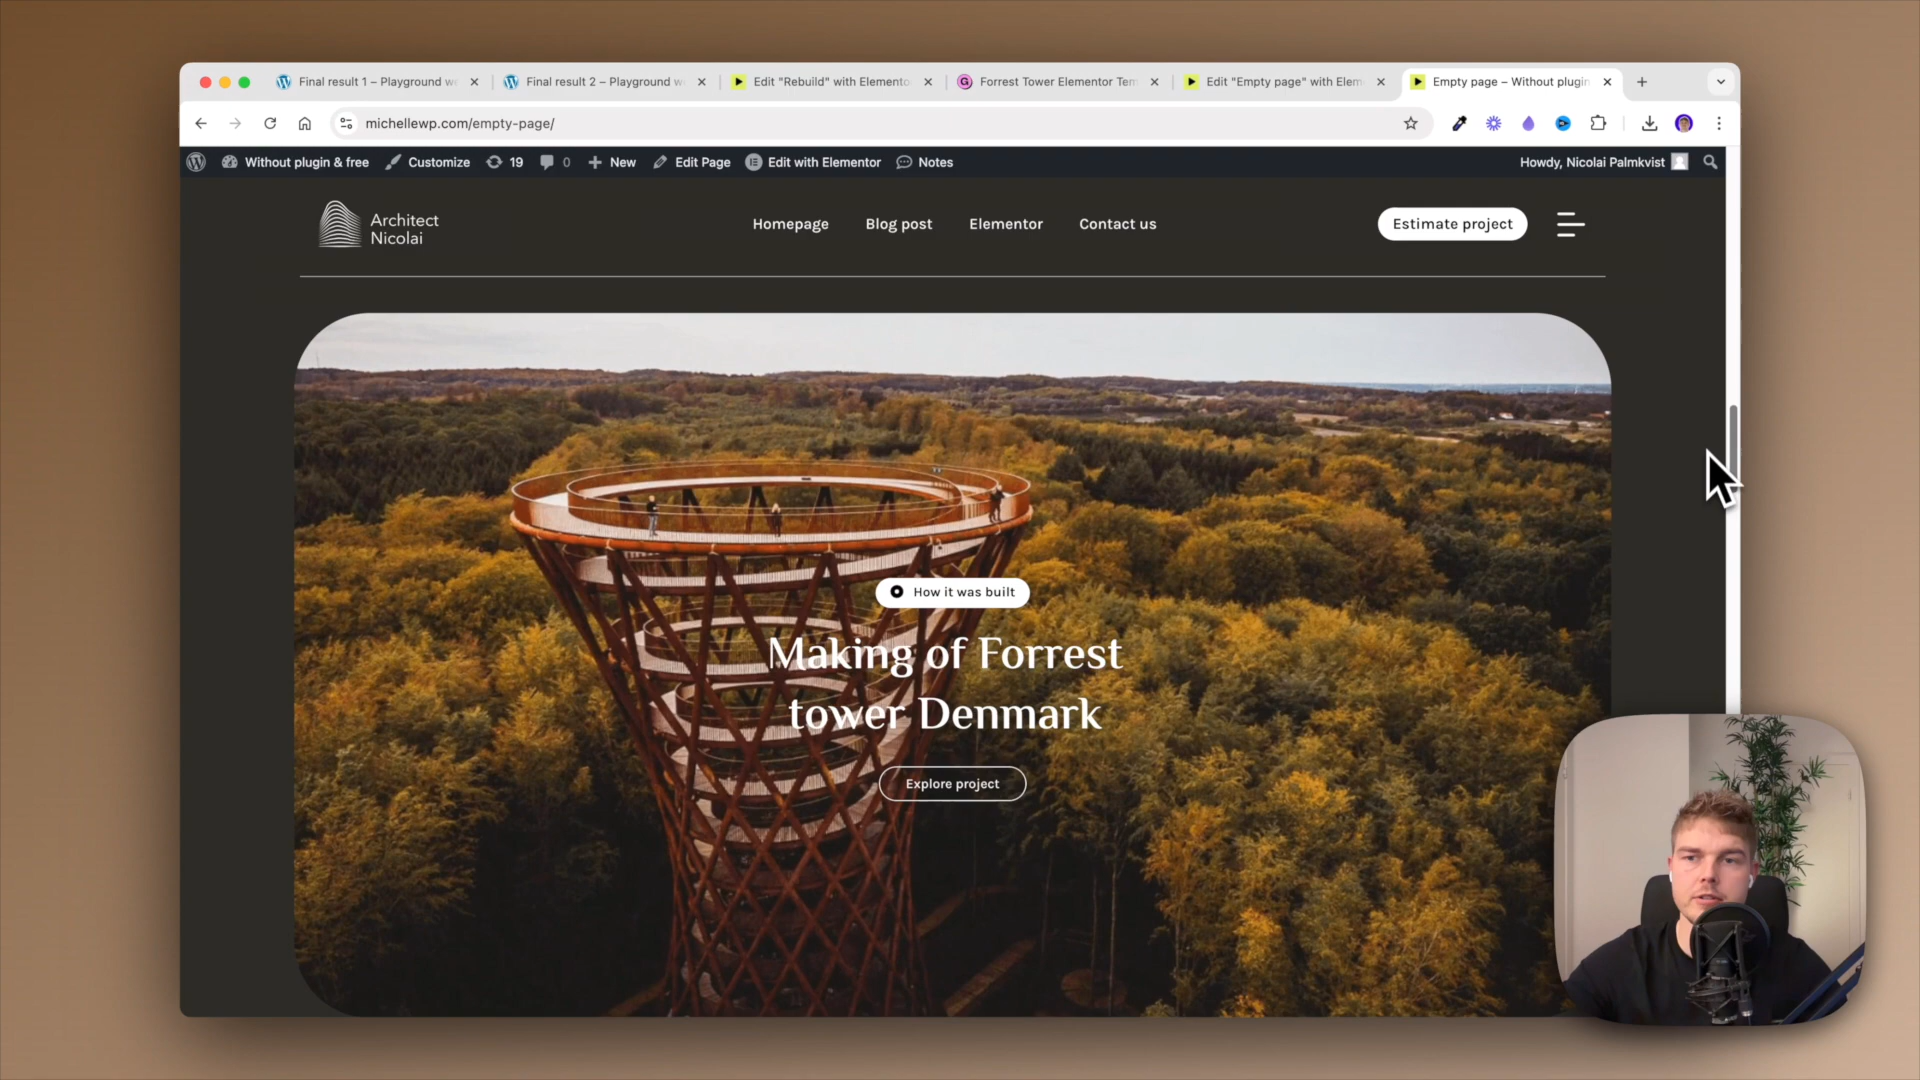 Final result 1 – Playground we
Final result 2 – Playground w
Edit "Rebuild" with Elemento
Forrest Tower Elementor Tem
Edit "Empty page" with Elem
Empty page – Without plugin
michellewp.com/empty-page/
Without plugin & free
Customize
19
0
New
Edit Page
Edit with Elementor
Notes
Howdy, Nicolai Palmkvist
Architect
Nicolai
Homepage
Blog post
Elementor
Contact us
Estimate project
How it was built
Making of Forrest
tower Denmark
Explore project